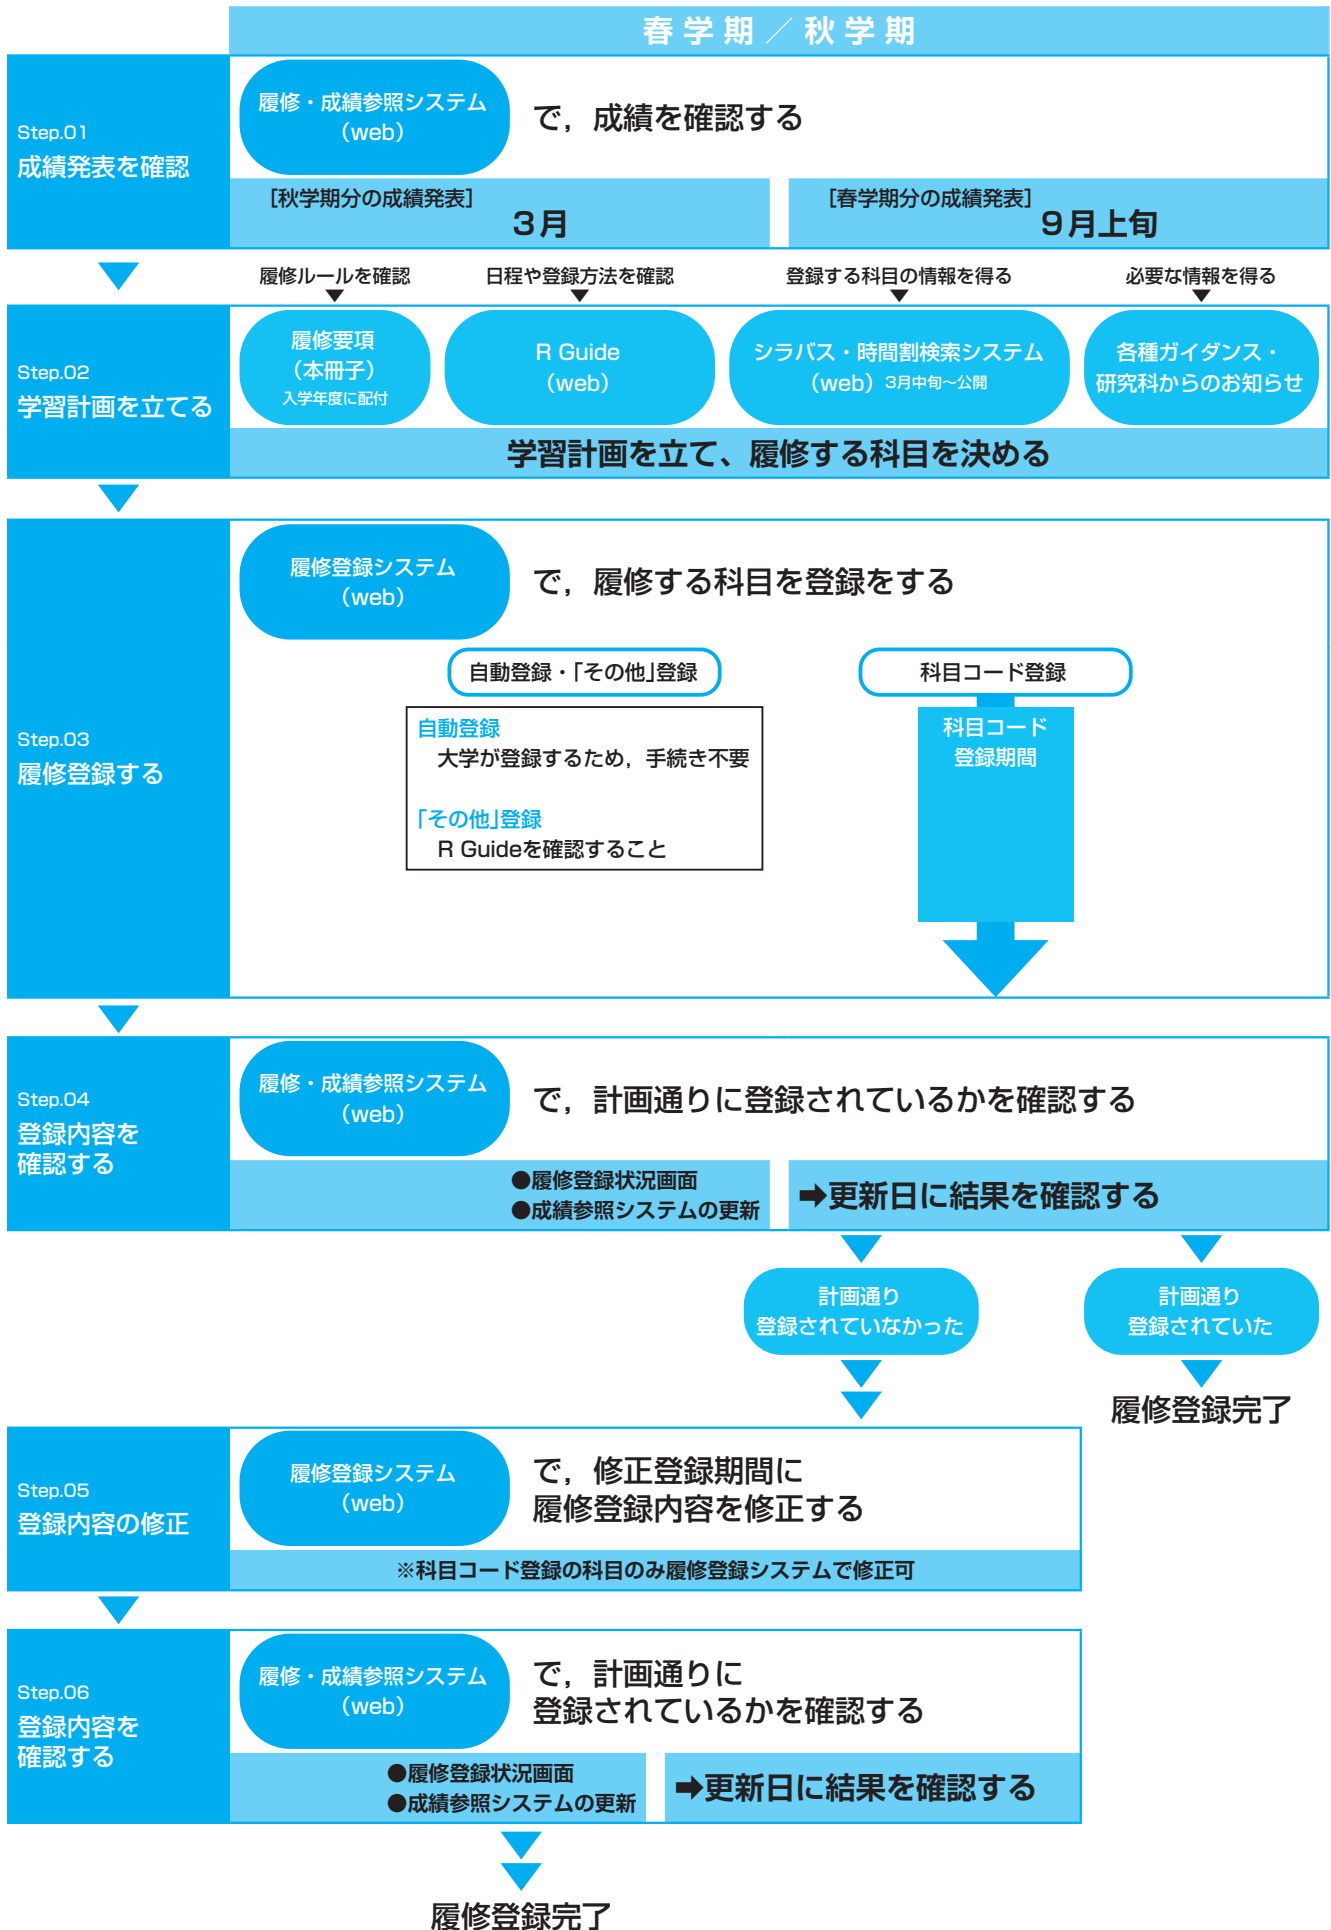 春学期／秋学期
Step.01
成績発表を確認
履修・成績参照システム
（web）
で，成績を確認する
［秋学期分の成績発表］
3月
［春学期分の成績発表］
9月上旬
履修ルールを確認
日程や登録方法を確認
登録する科目の情報を得る
必要な情報を得る
Step.02
学習計画を立てる
履修要項
（本冊子）
入学年度に配付
R Guide
（web）
シラバス・時間割検索システム
（web）3月中旬～公開
各種ガイダンス・
研究科からのお知らせ
学習計画を立て、履修する科目を決める
Step.03
履修登録する
履修登録システム
（web）
で，履修する科目を登録をする
自動登録・「その他」登録
自動登録
大学が登録するため，手続き不要
「その他」登録
R Guideを確認すること
科目コード登録
科目コード
登録期間
Step.04
登録内容を
確認する
履修・成績参照システム
（web）
で，計画通りに登録されているかを確認する
●履修登録状況画面
●成績参照システムの更新
➡更新日に結果を確認する
計画通り
登録されていなかった
計画通り
登録されていた
履修登録完了
Step.05
登録内容の修正
履修登録システム
（web）
で，修正登録期間に
履修登録内容を修正する
※科目コード登録の科目のみ履修登録システムで修正可
Step.06
登録内容を
確認する
履修・成績参照システム
（web）
で，計画通りに
登録されているかを確認する
●履修登録状況画面
●成績参照システムの更新
➡更新日に結果を確認する
履修登録完了